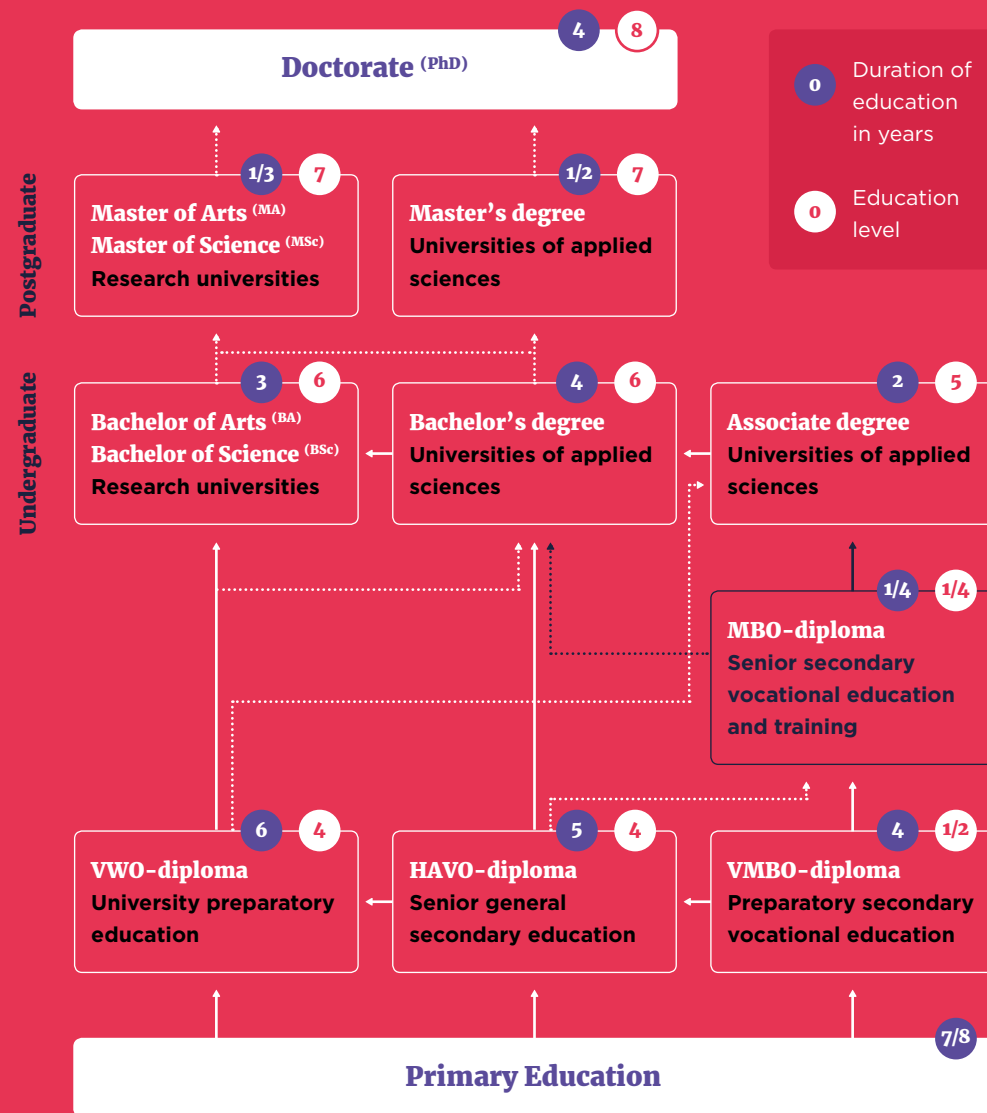 4
8
Doctorate (PhD)
0
Duration of
education
in years
0
Education
level
Postgraduate
1/3
7
Master of Arts (MA)
Master of Science (MSc)
Research universities
1/2
7
Master's degree
Universities of applied
sciences
Undergraduate
3
6
Bachelor of Arts (BA)
Bachelor of Science (BSc)
Research universities
4
6
Bachelor's degree
Universities of applied
sciences
2
5
Associate degree
Universities of applied
sciences
1/4
1/4
MBO-diploma
Senior secondary
vocational education
and training
6
4
VWO-diploma
University preparatory
education
5
4
HAVO-diploma
Senior general
secondary education
4
1/2
VMBO-diploma
Preparatory secondary
vocational education
7/8
Primary Education